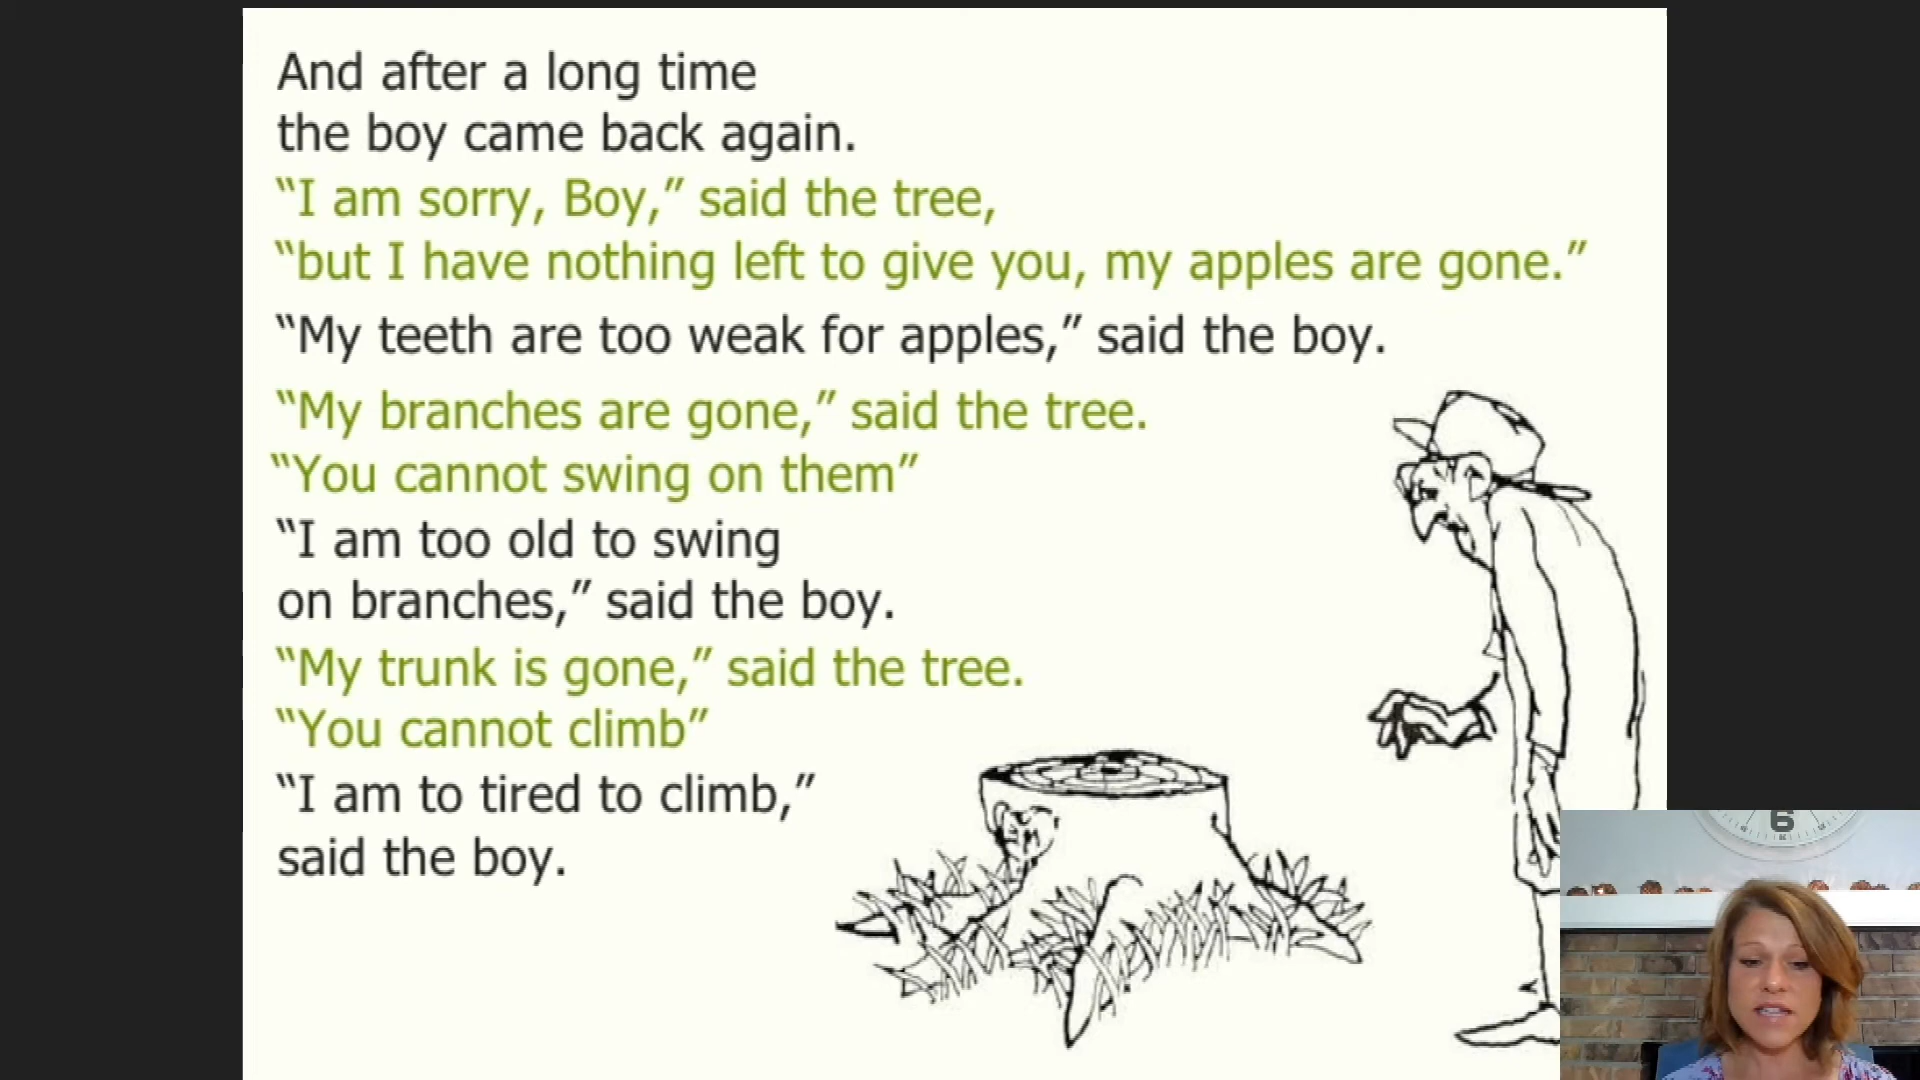 And after a long time
the boy came back again.
“I am sorry, Boy,” said the tree,
“but I have nothing left to give you, my apples are gone.”
“My teeth are too weak for apples,” said the boy.
“My branches are gone,” said the tree.
“You cannot swing on them”
“I am too old to swing
on branches,” said the boy.
“My trunk is gone,” said the tree.
“You cannot climb”
“I am to tired to climb,”
said the boy.
6